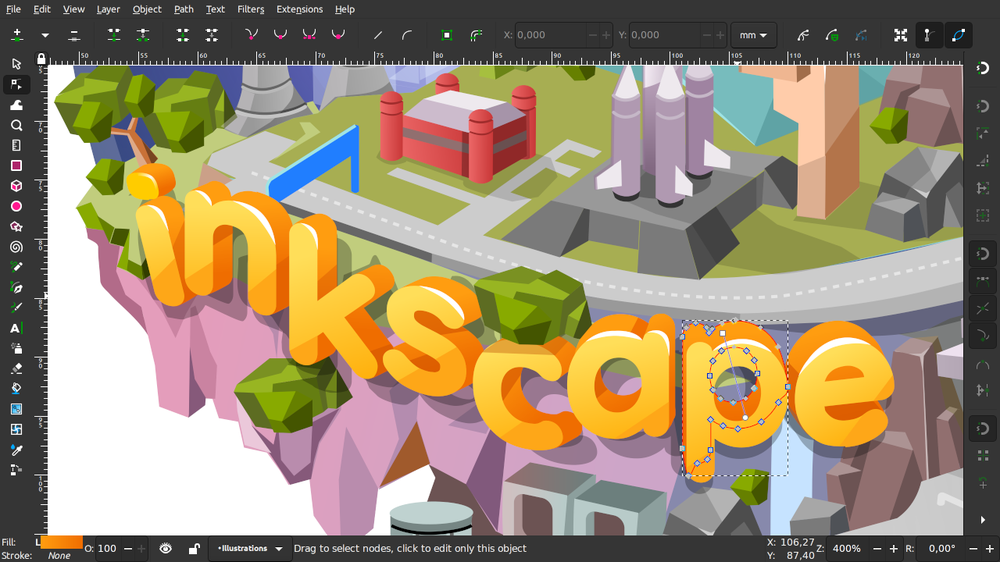 File Edit View Layer Object Path Text Filters Extensions Help
X: 0,000 Y: 0,000 mm
50 55 60 65 70 75 80 85 90 95 100 105 110 115 120
inkscape
Fill: L O: 100 •Illustrations Drag to select nodes, click to edit only this object X: 106,27 Z: 400% R: 0,00°
Stroke: None Y: 87,40